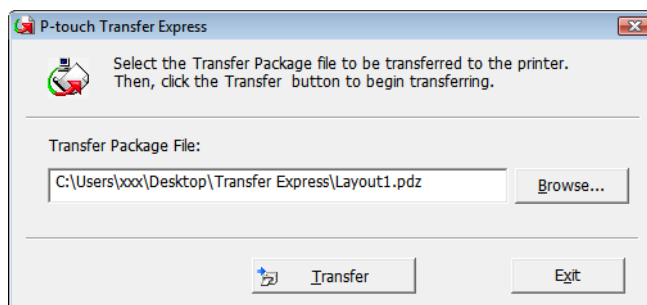 P-touch Transfer Express
Select the Transfer Package file to be transferred to the printer.
Then, click the Transfer button to begin transferring.
Transfer Package File:
C:\Users\xxx\Desktop\Transfer Express\Layout1.pdz
Browse...
Transfer
Exit